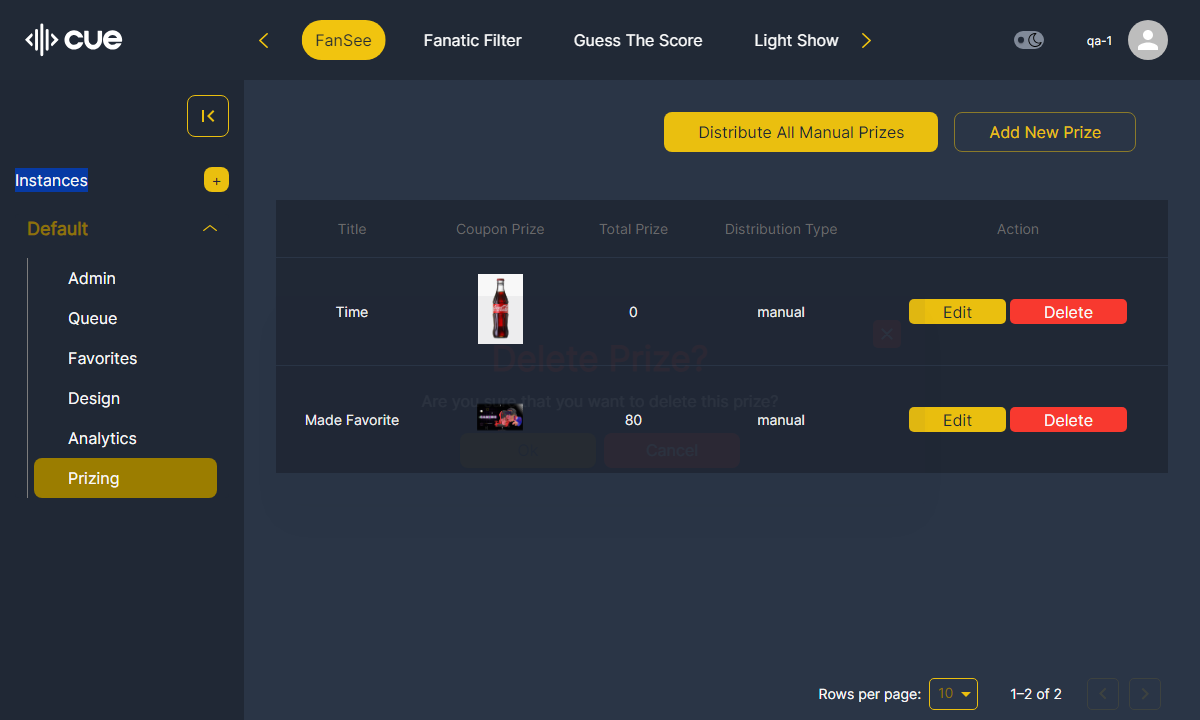 cue
FanSee
Fanatic Filter
Guess The Score
Light Show
qa-1
Instances
+
Default
Admin
Queue
Favorites
Design
Analytics
Prizing
Distribute All Manual Prizes
Add New Prize
Title Coupon Prize Total Prize Distribution Type Action
Time 0 manual Edit Delete
Delete Prize?
Are you sure that you want to delete this prize?
Made Favorite 80 manual Edit Delete
Cancel
Rows per page: 10 1–2 of 2